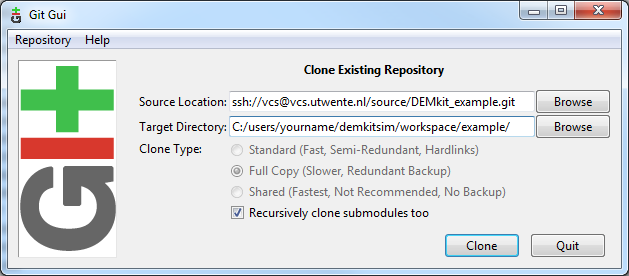 Git Gui
Repository Help
Clone Existing Repository
Source Location: ssh://vcs@vcs.utwente.nl/source/DEMkit_example.git Browse
Target Directory: C:/users/yourname/demkitsim/workspace/example/ Browse
Clone Type: Standard (Fast, Semi-Redundant, Hardlinks)
Full Copy (Slower, Redundant Backup)
Shared (Fastest, Not Recommended, No Backup)
Recursively clone submodules too
Clone Quit
Git